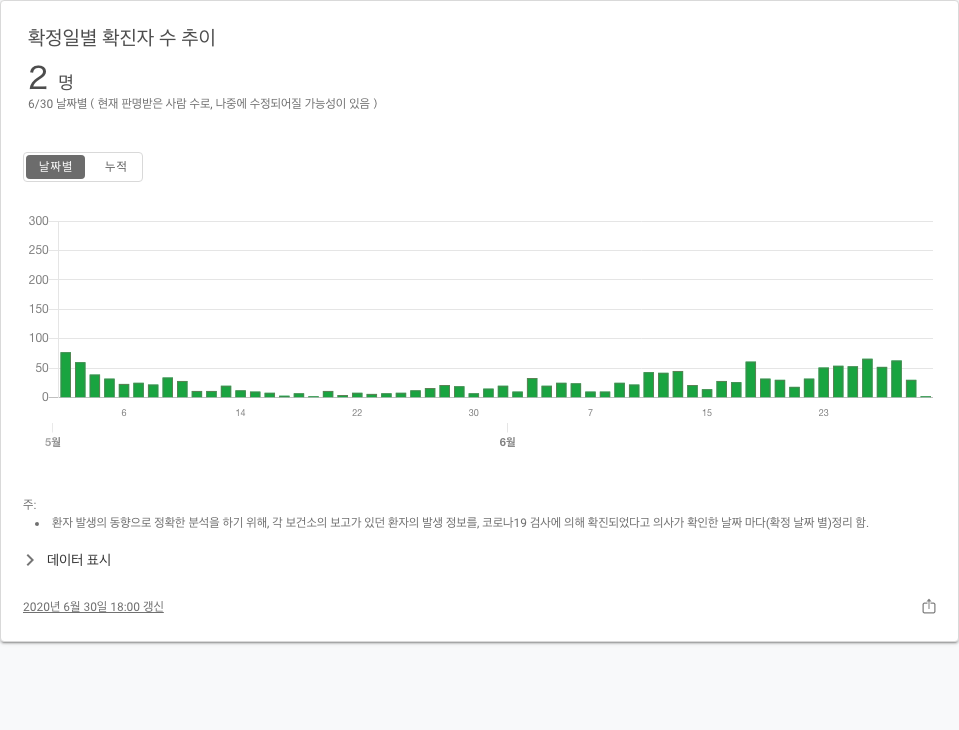 확정일별 확진자 수 추이
2 명
6/30 날짜별 ( 현재 판명받은 사람 수로, 나중에 수정되어질 가능성이 있음 )
날짜별 누적
300
250
200
150
100
50
0
6 14 22 30 7 15 23
5월 6월
주:
• 환자 발생의 동향으로 정확한 분석을 하기 위해, 각 보건소의 보고가 있던 환자의 발생 정보를, 코로나19 검사에 의해 확진되었다고 의사가 확인한 날짜 마다(확정 날짜 별)정리 함.
데이터 표시
2020년 6월 30일 18:00 갱신